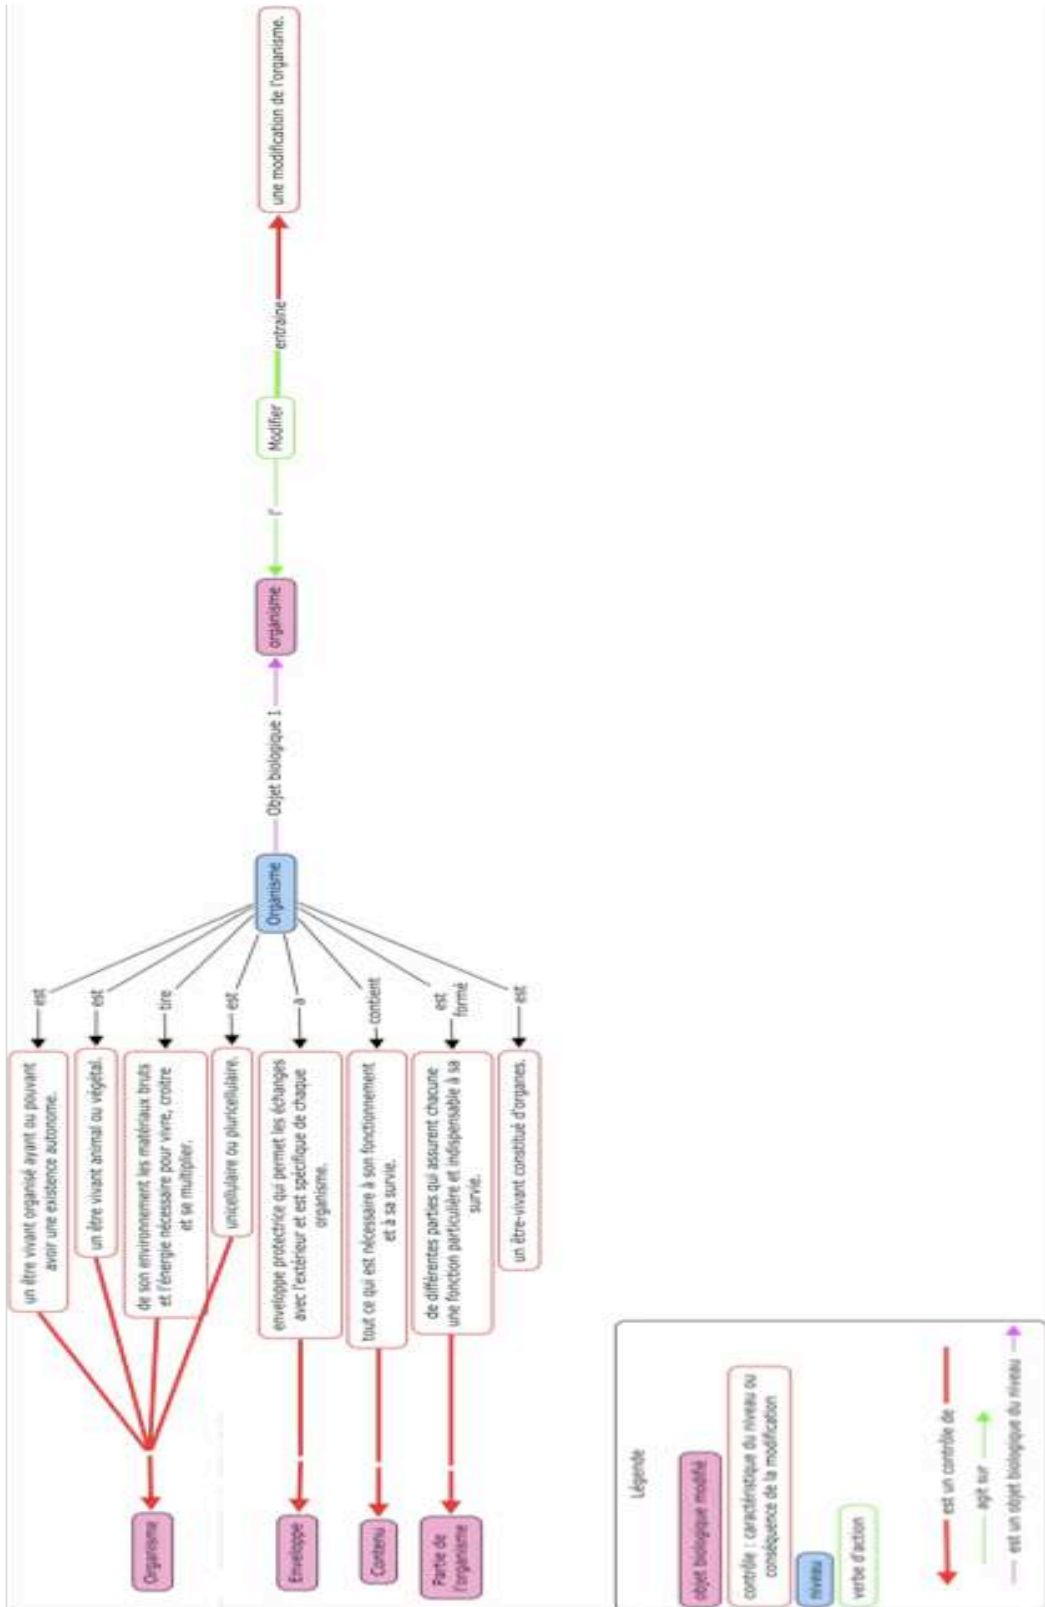 une modification de l'organisme.
entraine
Modifier
l'
organisme
Objet biologique 1
Organisme
est
est
tire
est
a
contient
est
formé
est
un être vivant organisé ayant ou pouvant
avoir une existence autonome.
un être vivant animal ou végétal.
de son environnement les matériaux bruts
et l'énergie nécessaire pour vivre, croitre
et se multiplier.
unicellulaire ou pluricellulaire.
enveloppe protectrice qui permet les échanges
avec l'extérieur et est spécifique de chaque
organisme.
tout ce qui est nécessaire à son fonctionnement
et à sa survie.
de différentes parties qui assurent chacune
une fonction particulière et indispensable à sa
survie.
un être-vivant constitué d'organes.
Organisme
Enveloppe
Contenu
Partie de
l'organisme
Légende
objet biologique modifié
contrôle : caractéristique du niveau ou
conséquence de la modification
niveau
verbe d'action
est un contrôle de
agit sur
est un objet biologique du niveau